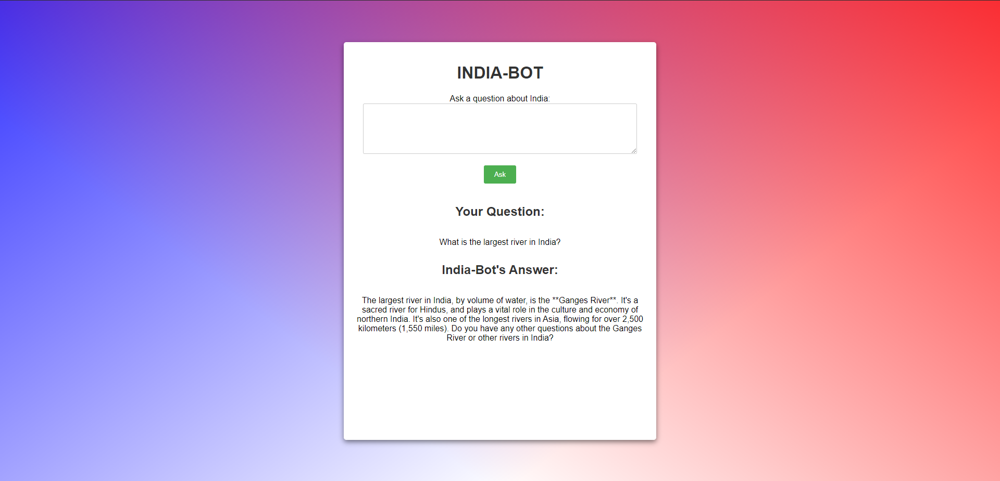 INDIA-BOT
Ask a question about India:
Ask
Your Question:
What is the largest river in India?
India-Bot's Answer:
The largest river in India, by volume of water, is the **Ganges River**. It's a
sacred river for Hindus, and plays a vital role in the culture and economy of
northern India. It's also one of the longest rivers in Asia, flowing for over 2,500
kilometers (1,550 miles). Do you have any other questions about the Ganges
River or other rivers in India?